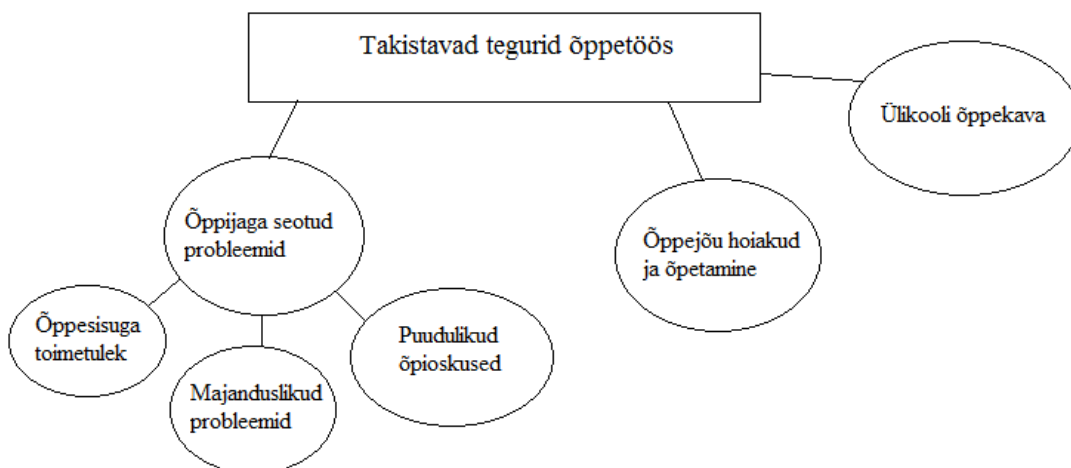 Takistavad tegurid õppetöös
Ülikooli õppekava
Õppijaga seotud
probleemid
Õppejõu hoiakud
ja õpetamine
Õppesisuga
toimetulek
Puudulikud
õpioskused
Majanduslikud
probleemid